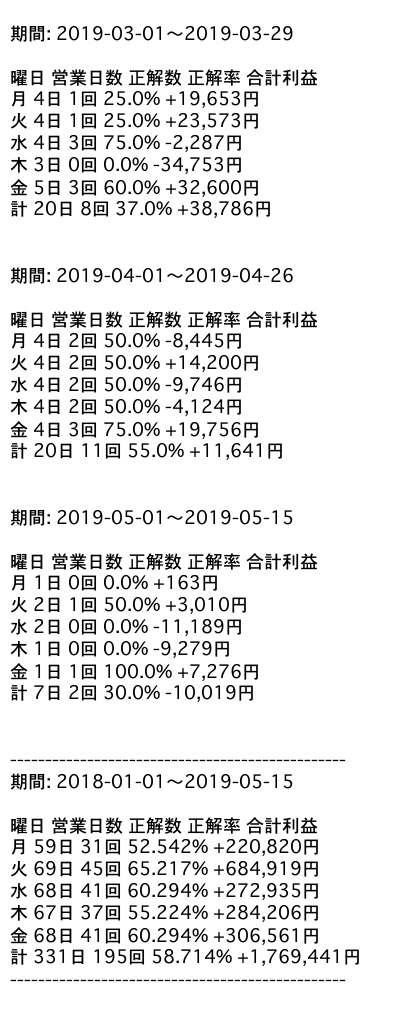 期間: 2019-03-01〜2019-03-29
曜日 営業日数 正解数 正解率 合計利益
月 4日 1回 25.0% +19,653円
火 4日 1回 25.0% +23,573円
水 4日 3回 75.0% -2,287円
木 3日 0回 0.0% -34,753円
金 5日 3回 60.0% +32,600円
計 20日 8回 37.0% +38,786円
期間: 2019-04-01〜2019-04-26
曜日 営業日数 正解数 正解率 合計利益
月 4日 2回 50.0% -8,445円
火 4日 2回 50.0% +14,200円
水 4日 2回 50.0% -9,746円
木 4日 2回 50.0% -4,124円
金 4日 3回 75.0% +19,756円
計 20日 11回 55.0% +11,641円
期間: 2019-05-01〜2019-05-15
曜日 営業日数 正解数 正解率 合計利益
月 1日 0回 0.0% +163円
火 2日 1回 50.0% +3,010円
水 2日 0回 0.0% -11,189円
木 1日 0回 0.0% -9,279円
金 1日 1回 100.0% +7,276円
計 7日 2回 30.0% -10,019円
------------------------------------------------
期間: 2018-01-01〜2019-05-15
曜日 営業日数 正解数 正解率 合計利益
月 59日 31回 52.542% +220,820円
火 69日 45回 65.217% +684,919円
水 68日 41回 60.294% +272,935円
木 67日 37回 55.224% +284,206円
金 68日 41回 60.294% +306,561円
計 331日 195回 58.714% +1,769,441円
------------------------------------------------